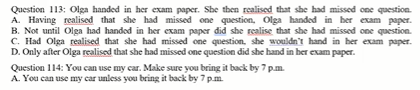 Question 113: Olga handed in her exam paper. She then realised that she had missed one question.
A. Having realised that she had missed one question, Olga handed in her exam paper.
B. Not until Olga had handed in her exam paper did she realise that she had missed one question.
C. Had Olga realised that she had missed one question, she wouldn't hand in her exam paper.
D. Only after Olga realised that she had missed one question did she hand in her exam paper.
Question 114: You can use my car. Make sure you bring it back by 7 p.m.
A. You can use my car unless you bring it back by 7 p.m.